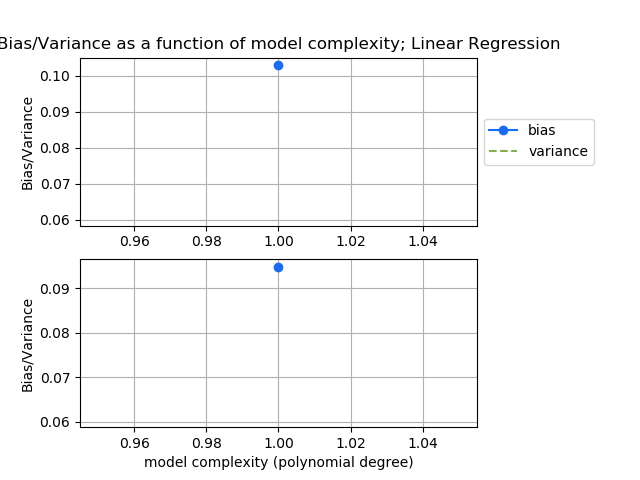 Bias/Variance as a function of model complexity; Linear Regression
0.10
0.09
0.08
0.07
0.06
Bias/Variance
0.96 0.98 1.00 1.02 1.04
bias
variance
0.09
0.08
0.07
0.06
Bias/Variance
0.96 0.98 1.00 1.02 1.04
model complexity (polynomial degree)